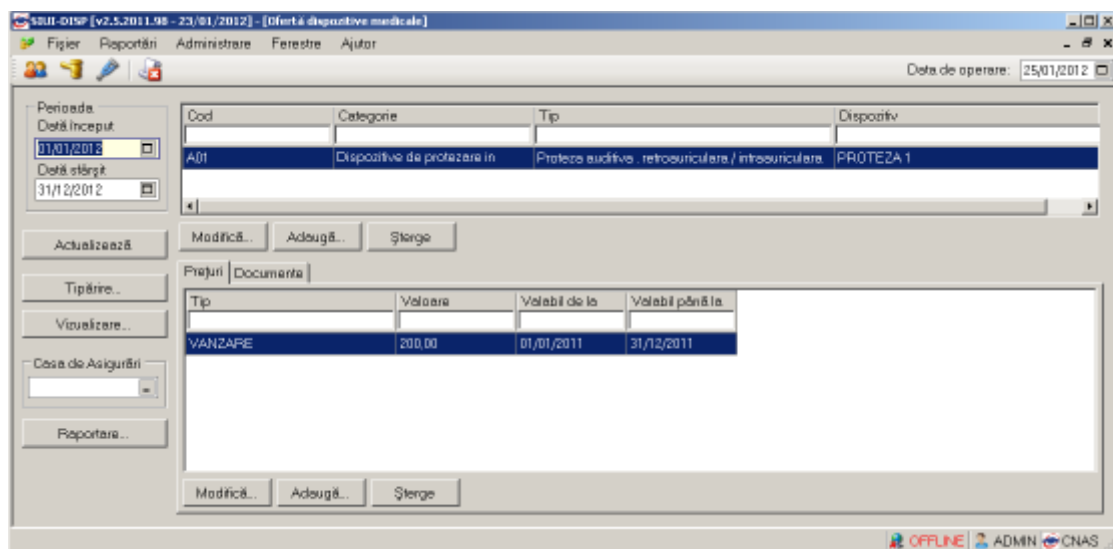 SIUI-DISP [v2.5.2011.98 - 23/01/2012] - [Ofertă dispozitive medicale]
Fişier Raportări Administrare Ferestre Ajutor
Data de operare: 25/01/2012
Perioada
Dată început
01/01/2012
Dată sfârşit
31/12/2012
Actualizează
Tipărire...
Vizualizare...
Casa de Asigurări
...
Raportare...
Cod Categorie Tip Dispozitiv
A01 Dispozitive de protezare in Proteza auditiva . retroauriculara / intraauriculara PROTEZA 1
Modifică... Adaugă... Şterge
Preţuri Documente
Tip Valoare Valabil de la Valabil până la
VANZARE 200,00 01/01/2011 31/12/2011
Modifică... Adaugă... Şterge
OFFLINE ADMIN CNAS